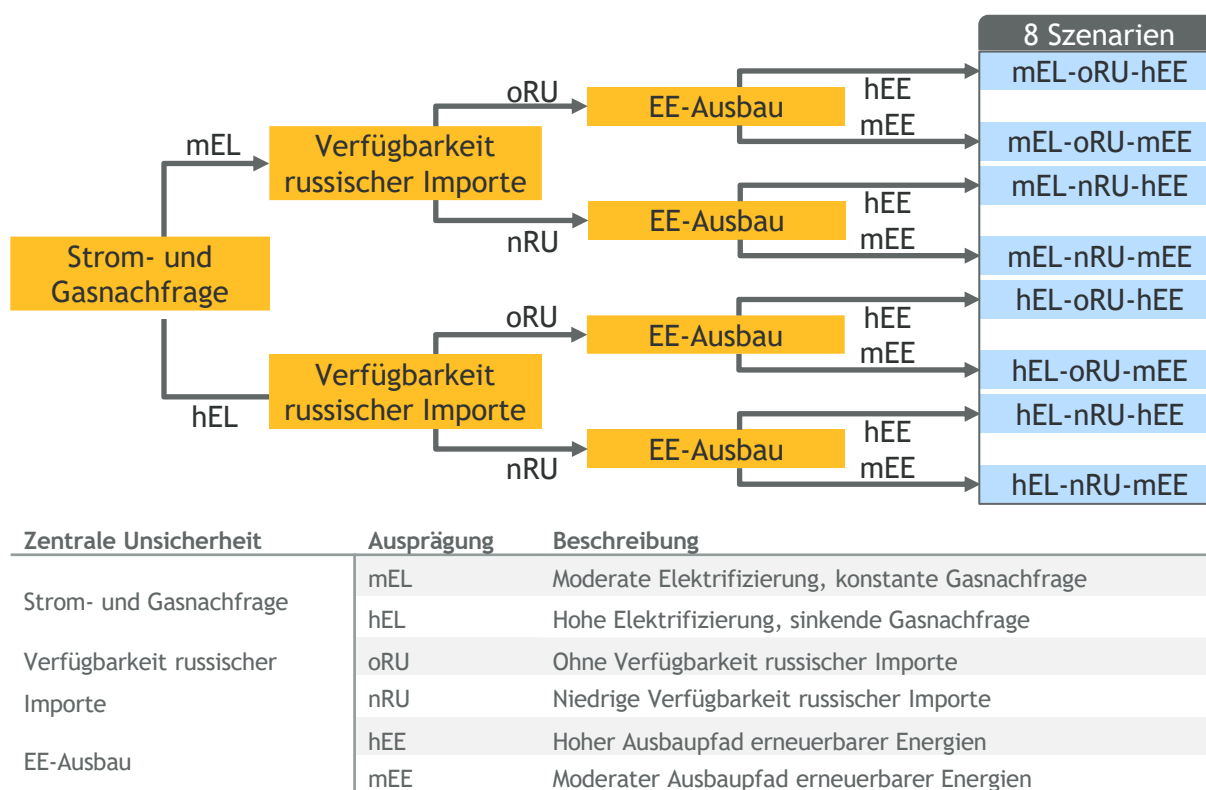 8 Szenarien
mEL
Strom- und
Gasnachfrage
hEL
Verfügbarkeit
russischer Importe
oRU
nRU
EE-Ausbau
hEE
mEE
mEL-oRU-hEE
mEL-oRU-mEE
EE-Ausbau
hEE
mEE
mEL-nRU-hEE
mEL-nRU-mEE
Verfügbarkeit
russischer Importe
oRU
nRU
EE-Ausbau
hEE
mEE
hEL-oRU-hEE
hEL-oRU-mEE
EE-Ausbau
hEE
mEE
hEL-nRU-hEE
hEL-nRU-mEE
Zentrale Unsicherheit Ausprägung Beschreibung
Strom- und Gasnachfrage
mEL Moderate Elektrifizierung, konstante Gasnachfrage
hEL Hohe Elektrifizierung, sinkende Gasnachfrage
Verfügbarkeit russischer
Importe
oRU Ohne Verfügbarkeit russischer Importe
nRU Niedrige Verfügbarkeit russischer Importe
EE-Ausbau
hEE Hoher Ausbaupfad erneuerbarer Energien
mEE Moderater Ausbaupfad erneuerbarer Energien